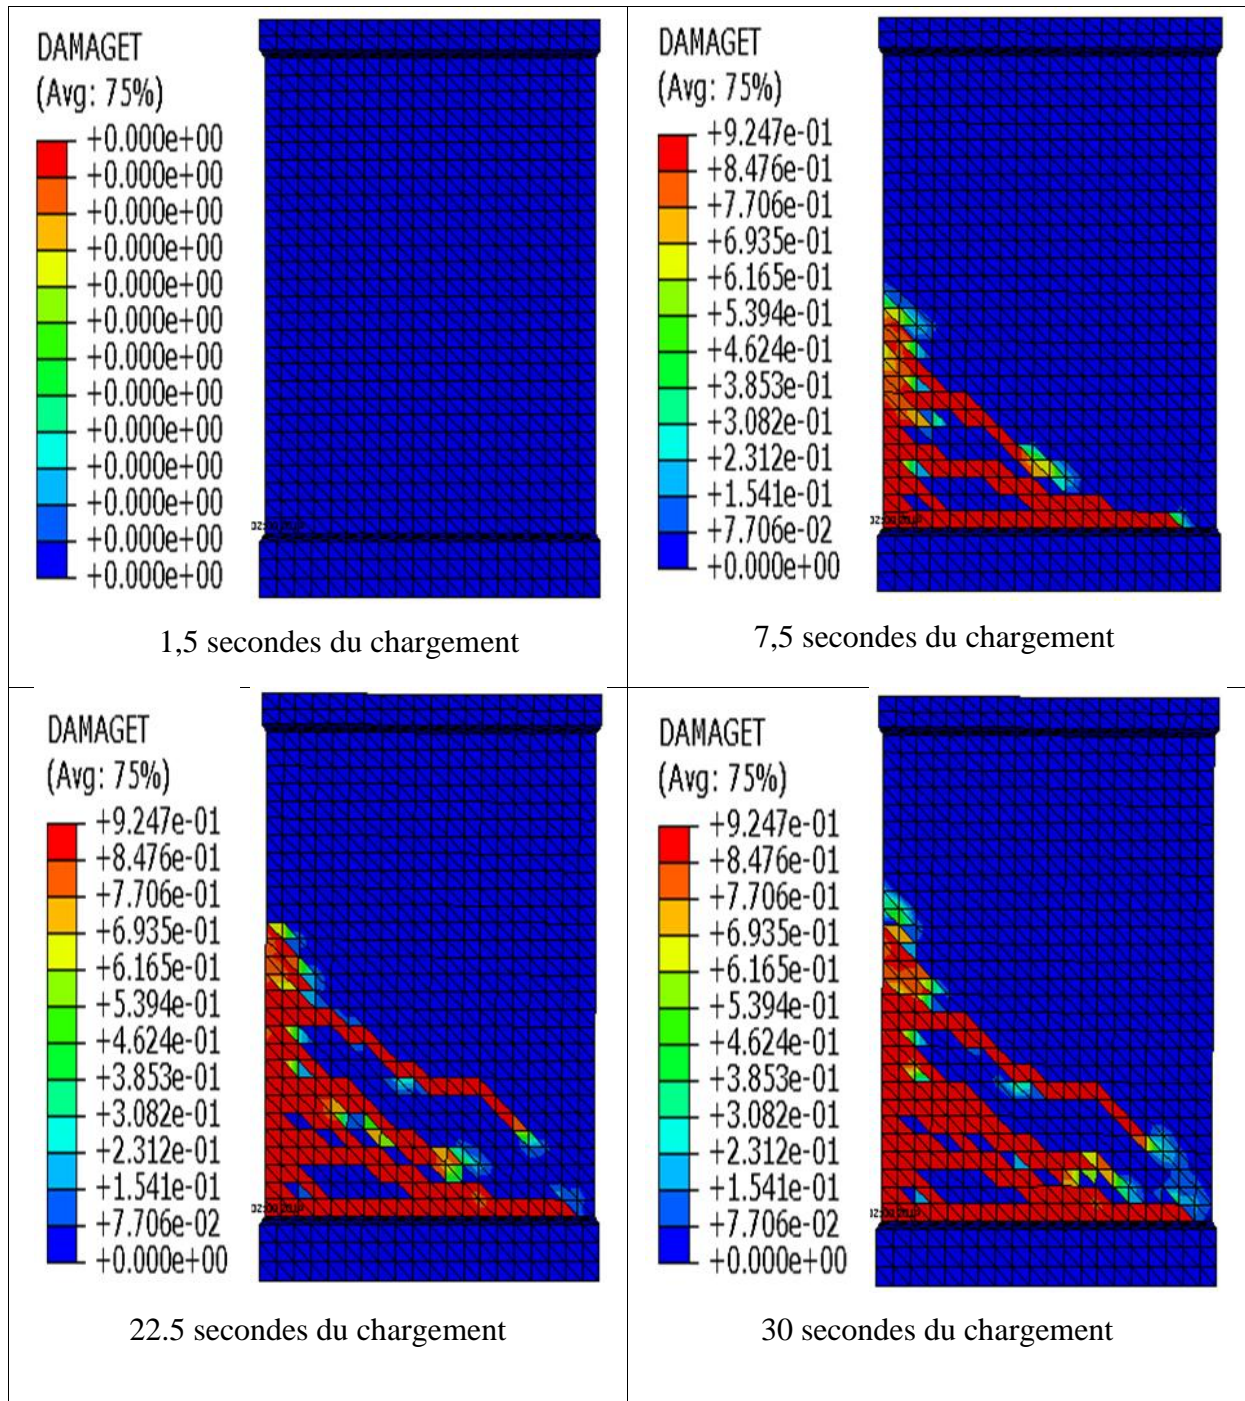 DAMAGET
(Avg: 75%)
+0.000e+00
+0.000e+00
+0.000e+00
+0.000e+00
+0.000e+00
+0.000e+00
+0.000e+00
+0.000e+00
+0.000e+00
+0.000e+00
+0.000e+00
+0.000e+00
+0.000e+00
1,5 secondes du chargement
DAMAGET
(Avg: 75%)
+9.247e-01
+8.476e-01
+7.706e-01
+6.935e-01
+6.165e-01
+5.394e-01
+4.624e-01
+3.853e-01
+3.082e-01
+2.312e-01
+1.541e-01
+7.706e-02
+0.000e+00
7,5 secondes du chargement
DAMAGET
(Avg: 75%)
+9.247e-01
+8.476e-01
+7.706e-01
+6.935e-01
+6.165e-01
+5.394e-01
+4.624e-01
+3.853e-01
+3.082e-01
+2.312e-01
+1.541e-01
+7.706e-02
+0.000e+00
22.5 secondes du chargement
DAMAGET
(Avg: 75%)
+9.247e-01
+8.476e-01
+7.706e-01
+6.935e-01
+6.165e-01
+5.394e-01
+4.624e-01
+3.853e-01
+3.082e-01
+2.312e-01
+1.541e-01
+7.706e-02
+0.000e+00
30 secondes du chargement